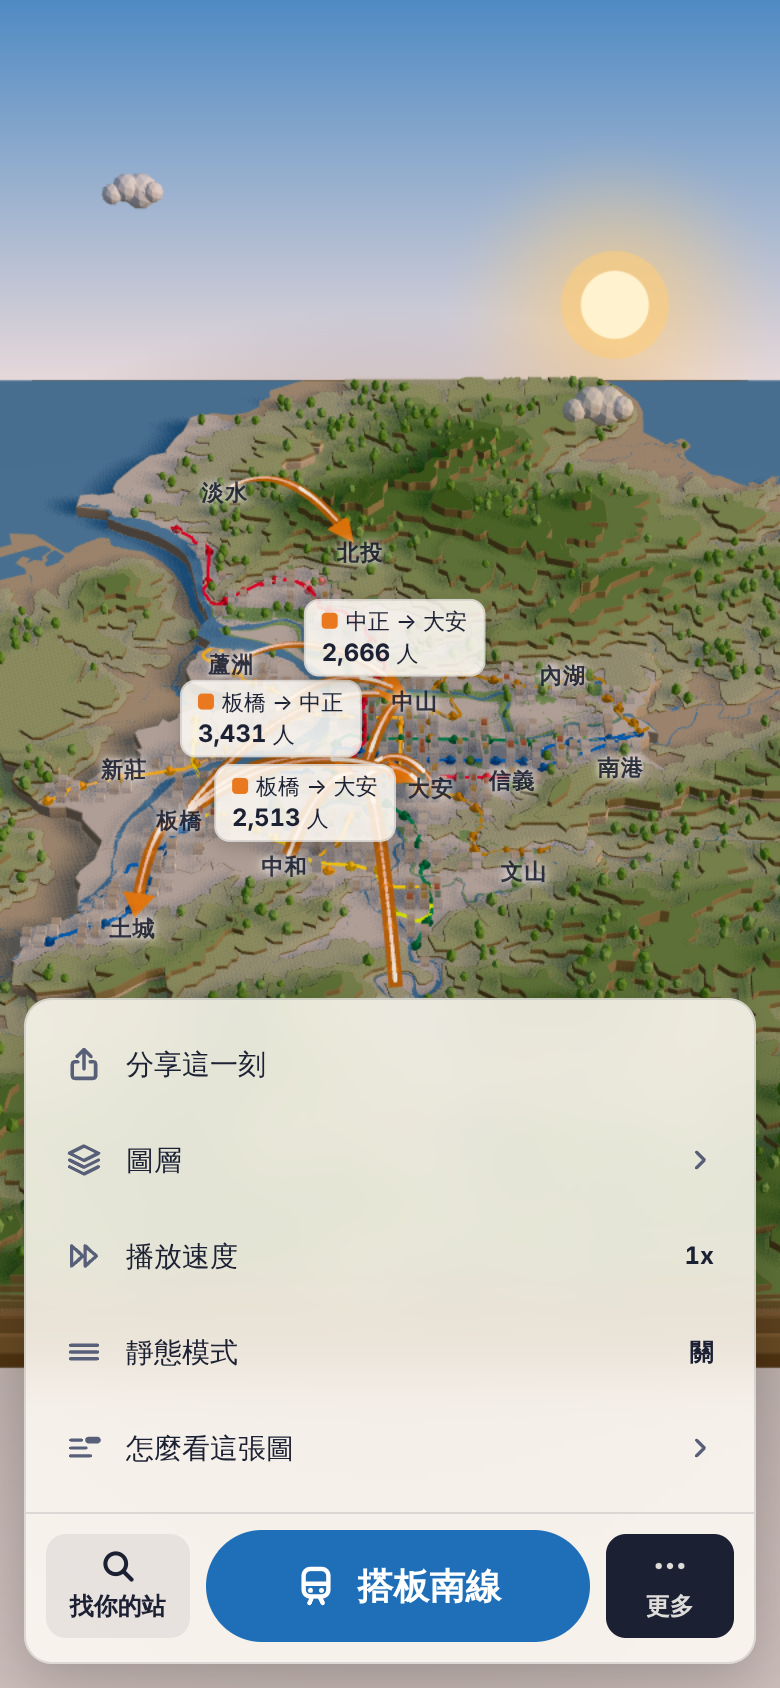 淡水
北投
中正 → 大安
2,666 人
蘆洲
內湖
板橋 → 中正
3,431 人
中山
新莊
板橋 → 大安
2,513 人
大安
信義
南港
板橋
中和
文山
土城
分享這一刻
圖層
播放速度 1x
靜態模式 關
怎麼看這張圖
找你的站
搭板南線
更多